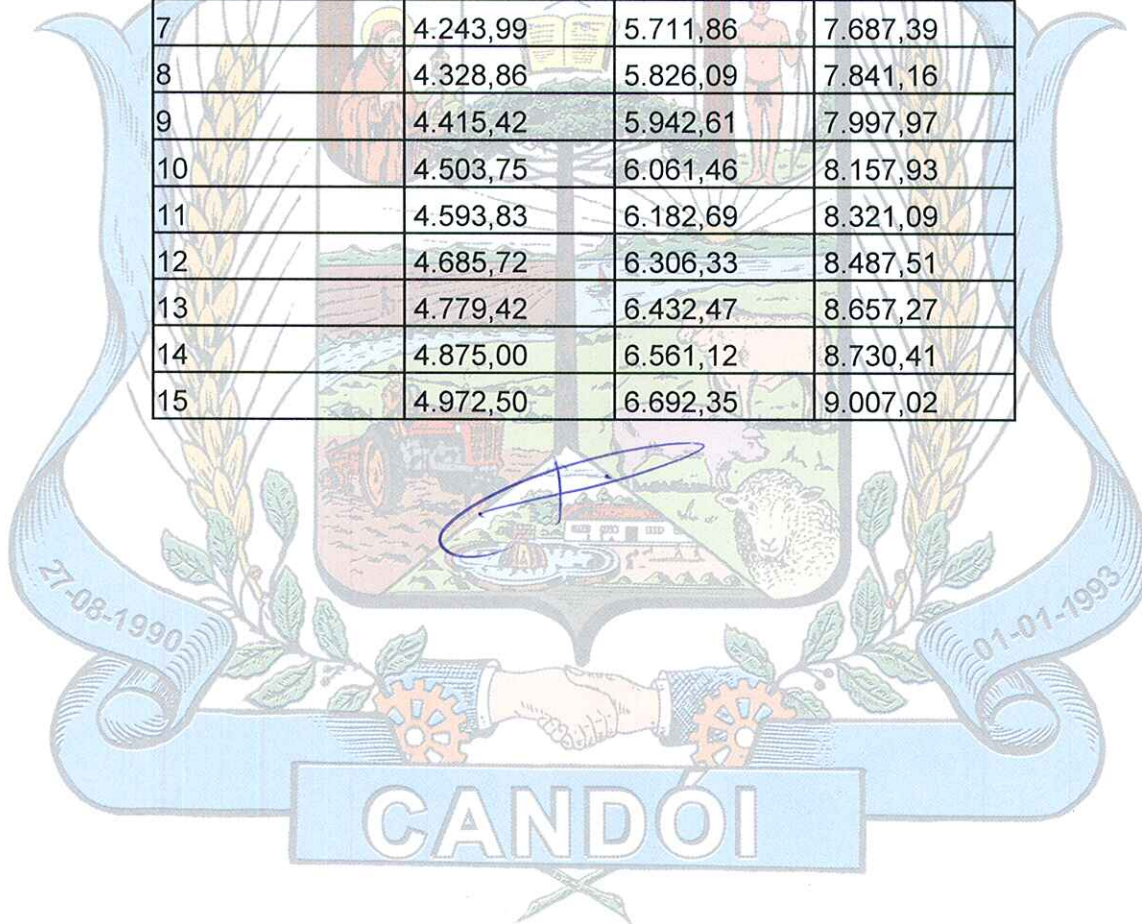 7 4.243,99 5.711,86 7.687,39
8 4.328,86 5.826,09 7.841,16
9 4.415,42 5.942,61 7.997,97
10 4.503,75 6.061,46 8.157,93
11 4.593,83 6.182,69 8.321,09
12 4.685,72 6.306,33 8.487,51
13 4.779,42 6.432,47 8.657,27
14 4.875,00 6.561,12 8.730,41
15 4.972,50 6.692,35 9.007,02
27-08-1990
01-01-1993
CANDÓI